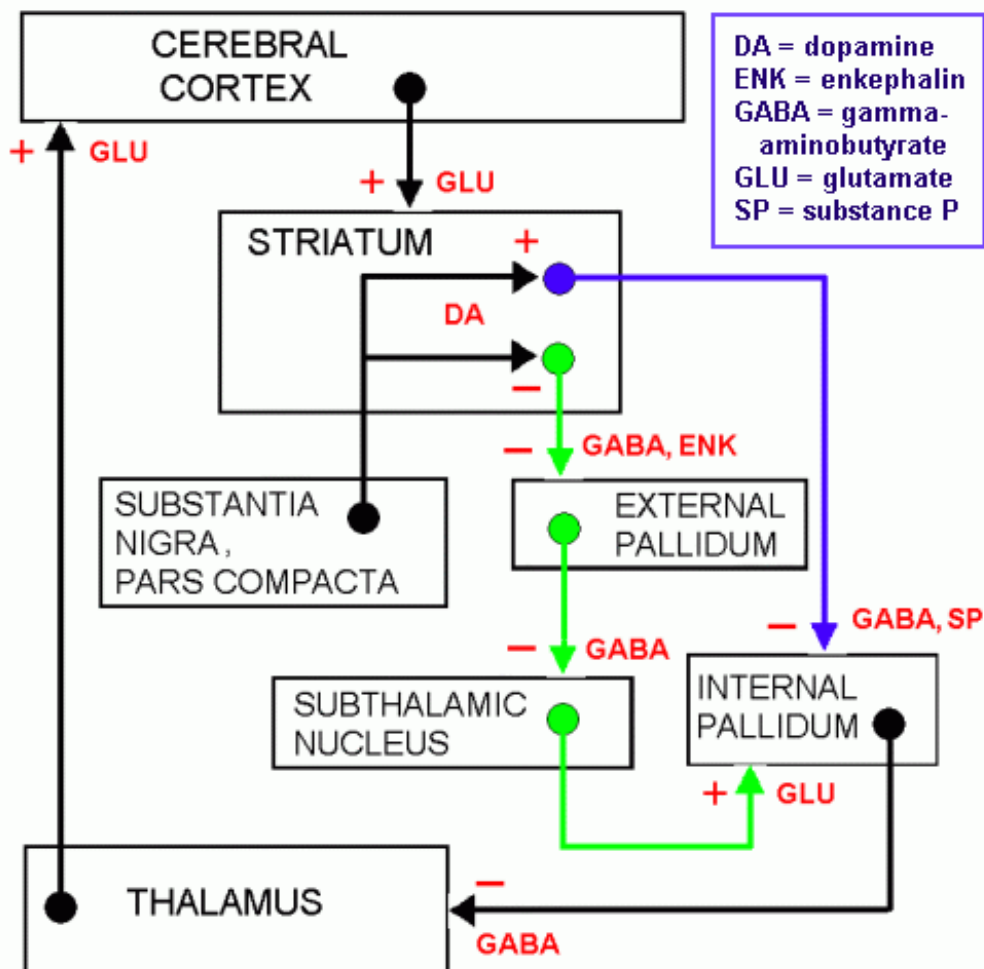 CEREBRAL
CORTEX
DA = dopamine
ENK = enkephalin
GABA = gamma-
aminobutyrate
GLU = glutamate
SP = substance P
+ GLU
+ GLU
STRIATUM
+
DA
−
− GABA, ENK
SUBSTANTIA
NIGRA ,
PARS COMPACTA
EXTERNAL
PALLIDUM
− GABA, SP
− GABA
SUBTHALAMIC
NUCLEUS
INTERNAL
PALLIDUM
+ GLU
THALAMUS
−
GABA